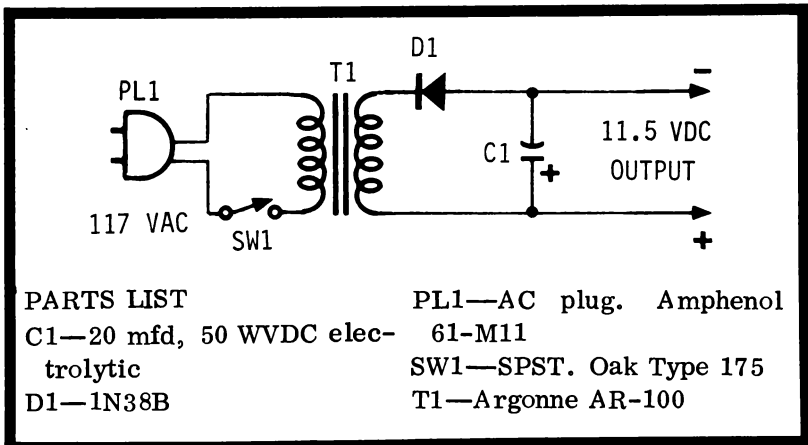 D1
T1
PL1
11.5 VDC
OUTPUT
C1
+
117 VAC
SW1
−
+
PARTS LIST
C1—20 mfd, 50 WVDC elec-
trolytic
D1—1N38B
PL1—AC plug. Amphenol
61-M11
SW1—SPST. Oak Type 175
T1—Argonne AR-100